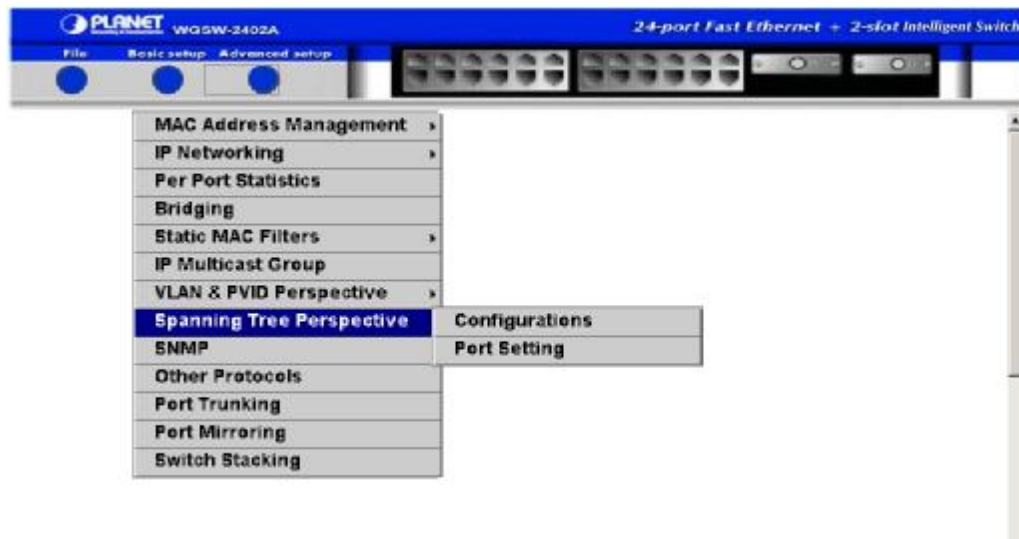 PLANET WGSW-2402A
24-port Fast Ethernet + 2-slot Intelligent Switch
File Basic setup Advanced setup
MAC Address Management
IP Networking
Per Port Statistics
Bridging
Static MAC Filters
IP Multicast Group
VLAN & PVID Perspective
Spanning Tree Perspective
Configurations
SNMP
Port Setting
Other Protocols
Port Trunking
Port Mirroring
Switch Stacking